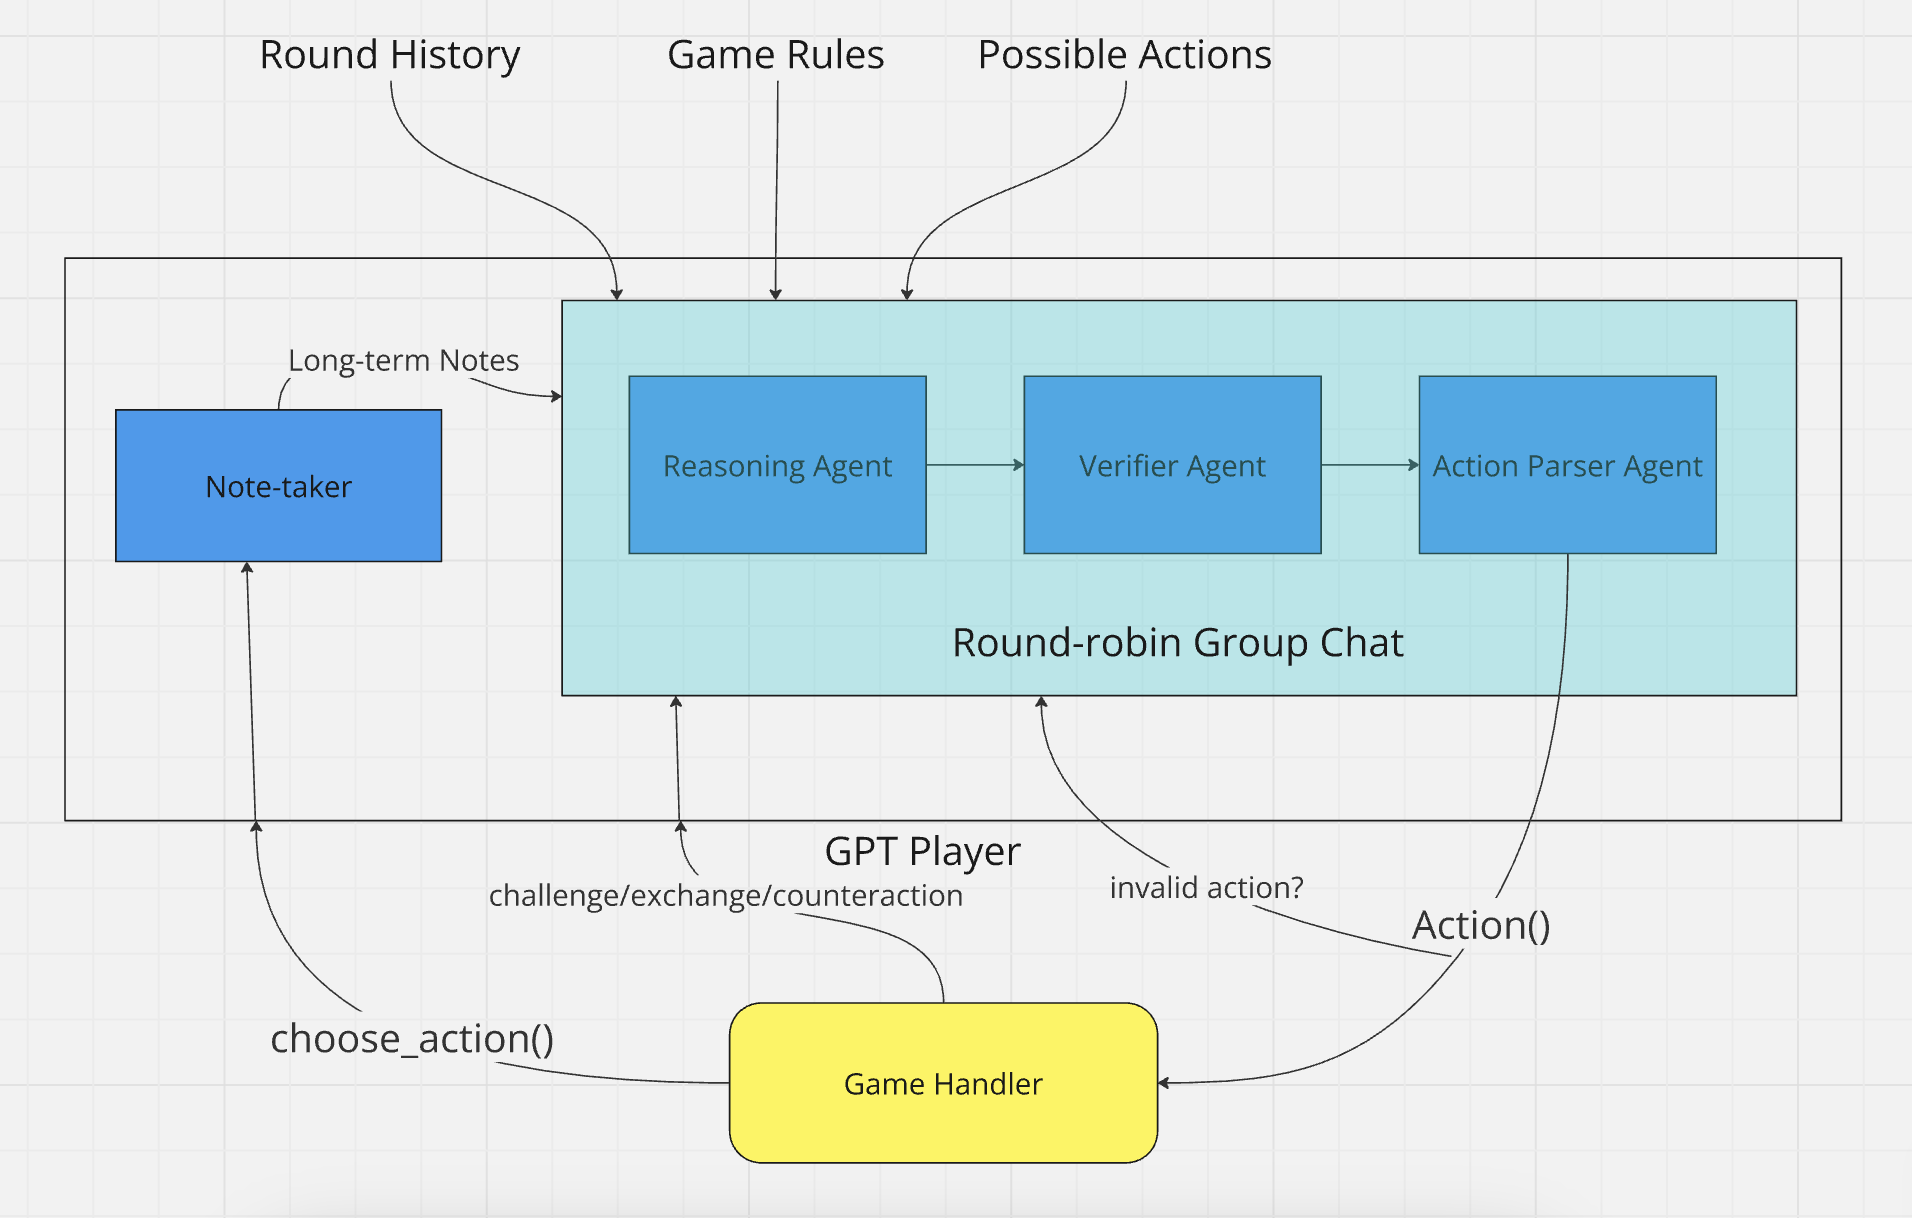 Round History
Game Rules
Possible Actions
Long-term Notes
Note-taker
Reasoning Agent
Verifier Agent
Action Parser Agent
Round-robin Group Chat
GPT Player
challenge/exchange/counteraction
invalid action?
Action()
choose_action()
Game Handler